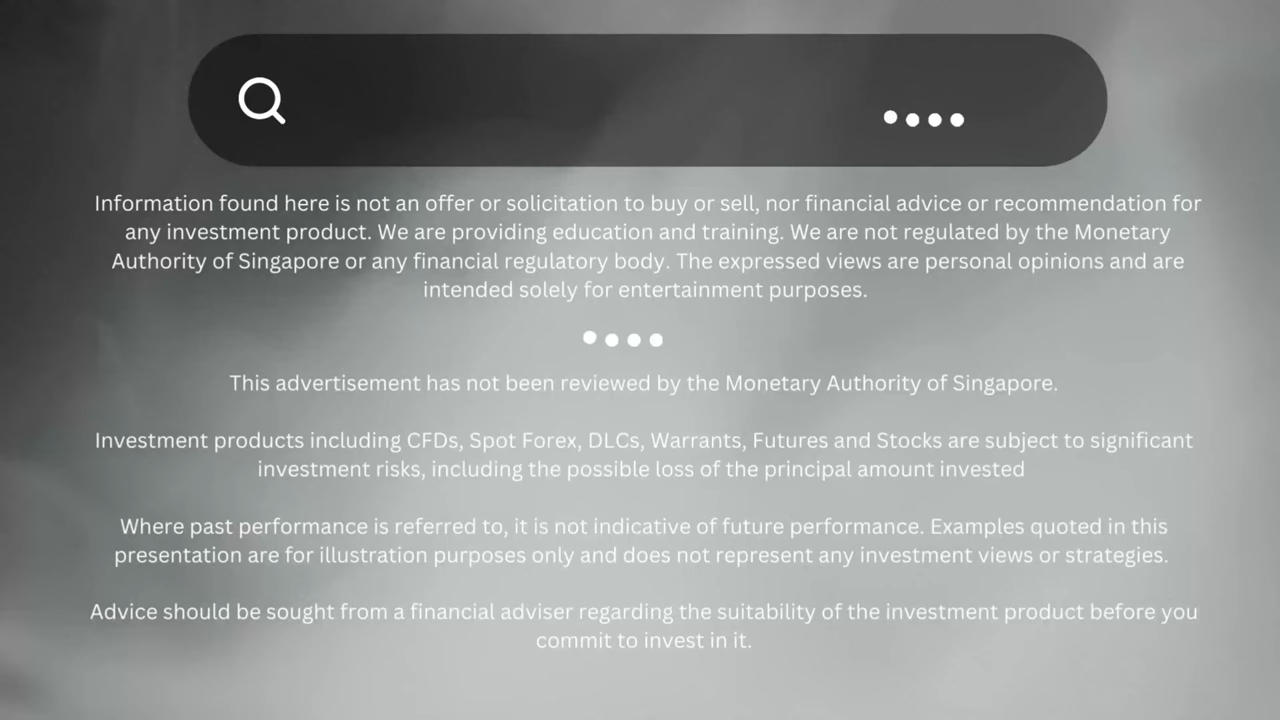 Information found here is not an offer or solicitation to buy or sell, nor financial advice or recommendation for
any investment product. We are providing education and training. We are not regulated by the Monetary
Authority of Singapore or any financial regulatory body. The expressed views are personal opinions and are
intended solely for entertainment purposes.
This advertisement has not been reviewed by the Monetary Authority of Singapore.
Investment products including CFDs, Spot Forex, DLCs, Warrants, Futures and Stocks are subject to significant
investment risks, including the possible loss of the principal amount invested
Where past performance is referred to, it is not indicative of future performance. Examples quoted in this
presentation are for illustration purposes only and does not represent any investment views or strategies.
Advice should be sought from a financial adviser regarding the suitability of the investment product before you
commit to invest in it.